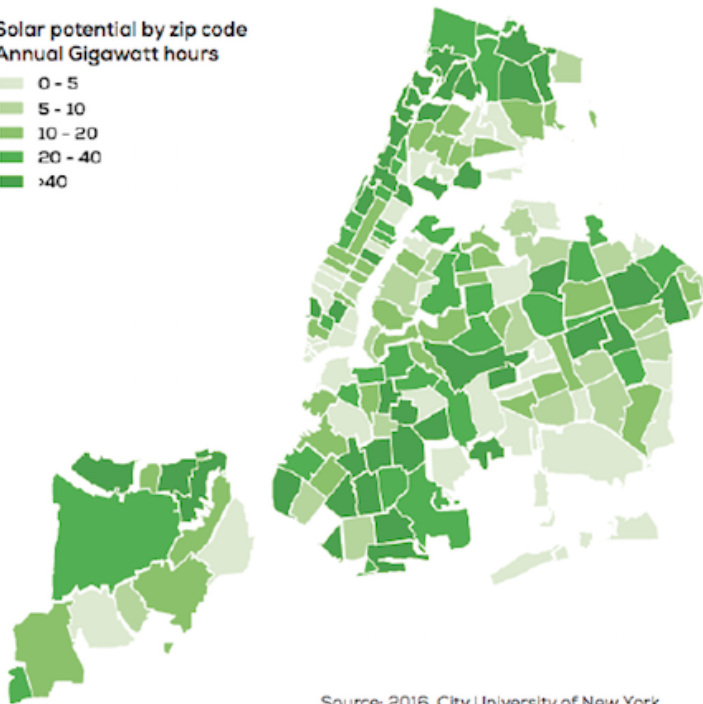 Solar potential by zip code
Annual Gigawatt hours
0 - 5
5 - 10
10 - 20
20 - 40
>40
Source: 2016, City University of New York